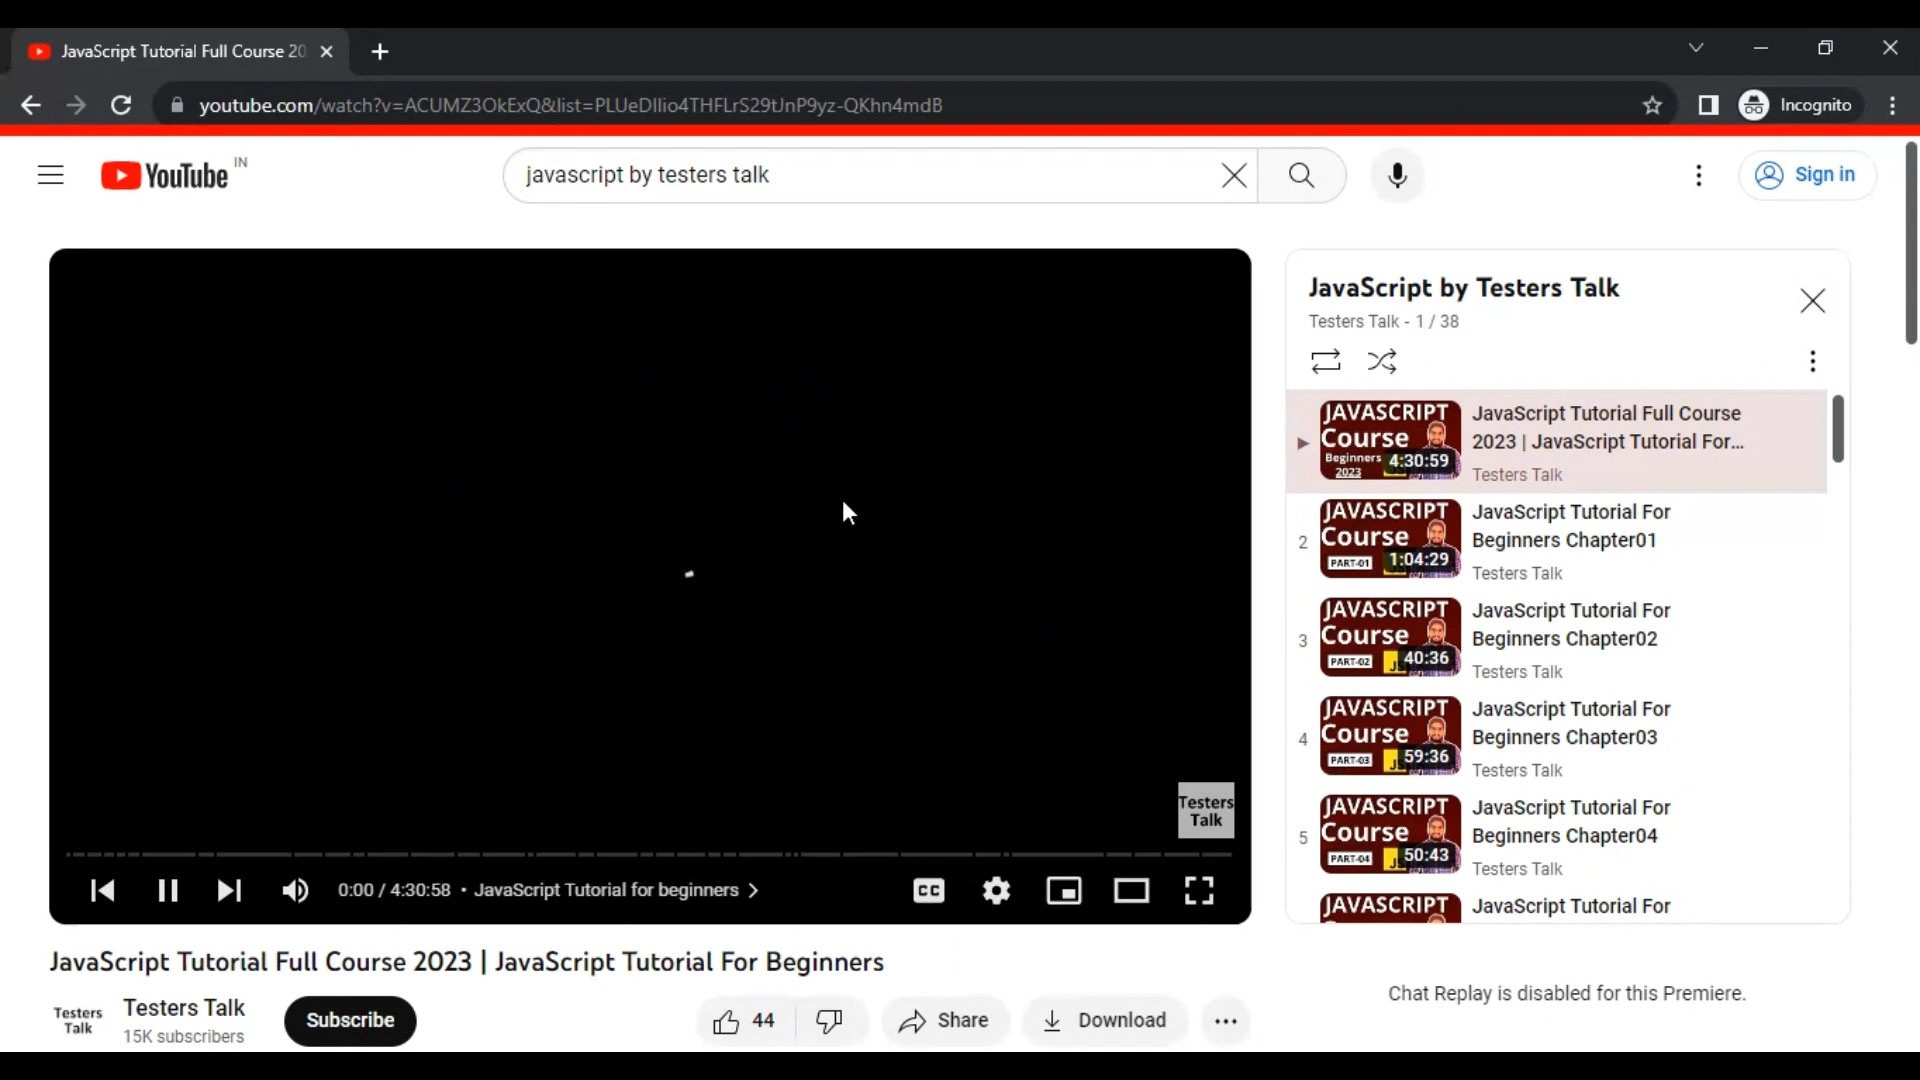 JavaScript Tutorial Full Course 20
youtube.com/watch?v=ACUMZ3OkExQ&list=PLUeDIlio4THFLrS29tJnP9yz-QKhn4mdB
Incognito
YouTube IN
javascript by testers talk
Sign in
JavaScript by Testers Talk
Testers Talk - 1 / 38
JAVASCRIPT
Course
Beginners
2023
4:30:59
JavaScript Tutorial Full Course
2023 | JavaScript Tutorial For...
Testers Talk
2
JAVASCRIPT
Course
PART-01
1:04:29
JavaScript Tutorial For
Beginners Chapter01
Testers Talk
3
JAVASCRIPT
Course
PART-02
40:36
JavaScript Tutorial For
Beginners Chapter02
Testers Talk
4
JAVASCRIPT
Course
PART-03
59:36
JavaScript Tutorial For
Beginners Chapter03
Testers Talk
5
JAVASCRIPT
Course
PART-04
50:43
JavaScript Tutorial For
Beginners Chapter04
Testers Talk
JAVASCRIPT
JavaScript Tutorial For
Testers
Talk
0:00 / 4:30:58 • JavaScript Tutorial for beginners
CC
JavaScript Tutorial Full Course 2023 | JavaScript Tutorial For Beginners
Testers
Talk
Testers Talk
15K subscribers
Subscribe
44
Share
Download
Chat Replay is disabled for this Premiere.